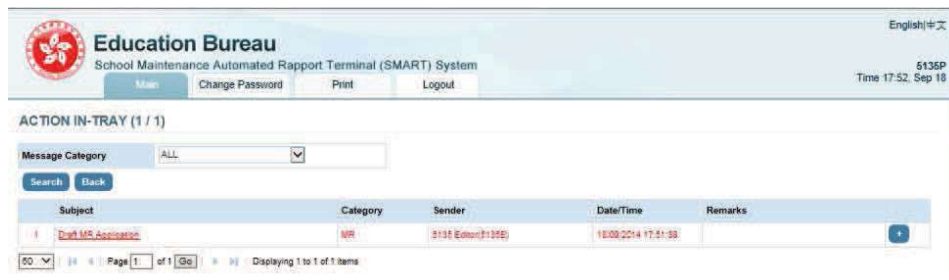 English|中文
Education Bureau
School Maintenance Automated Rapport Terminal (SMART) System
5135P
Main Change Password Print Logout
Time 17:52, Sep 18
ACTION IN-TRAY (1 / 1)
Message Category ALL
Search Back
Subject Category Sender Date/Time Remarks
1 Draft MR Application MR 5135 Editor(5135E) 18/09/2014 17:51:38 +
50 Page 1 of 1 Go Displaying 1 to 1 of 1 items